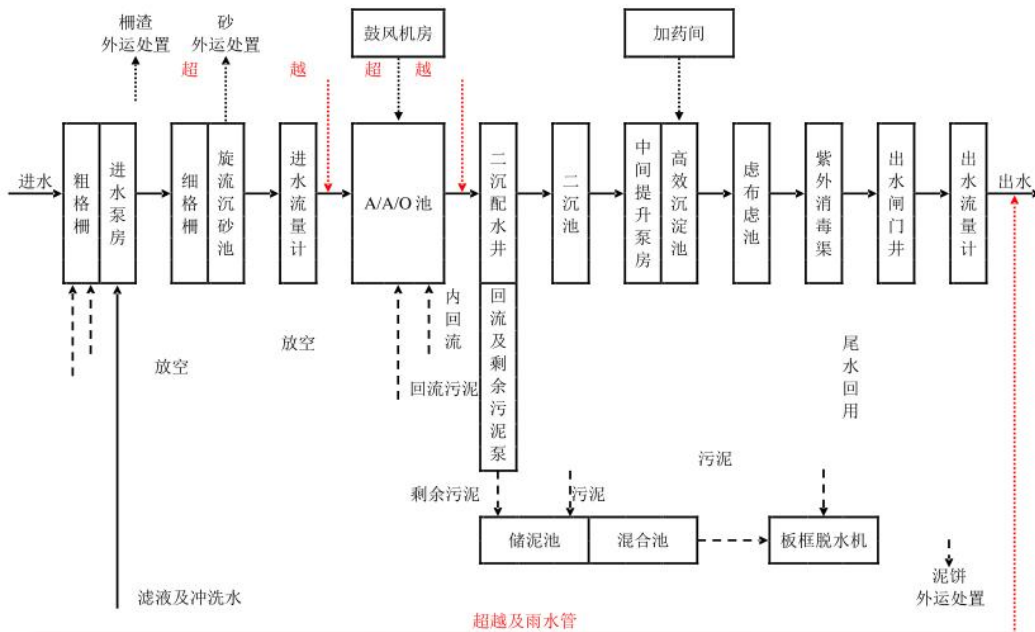 栅渣
外运处置
砂
外运处置
鼓风机房
加药间
超
越
超
越
进水
粗格栅
进水泵房
细格栅
旋流沉砂池
进水流量计
A/A/O 池
二沉配水井
二沉池
中间提升泵房
高效沉淀池
虑布虑池
紫外消毒渠
出水闸门井
出水流量计
出水
放空
放空
内回流
回流污泥
回流及剩余污泥泵
尾水回用
剩余污泥
污泥
污泥
储泥池
混合池
板框脱水机
泥饼
外运处置
滤液及冲洗水
超越及雨水管